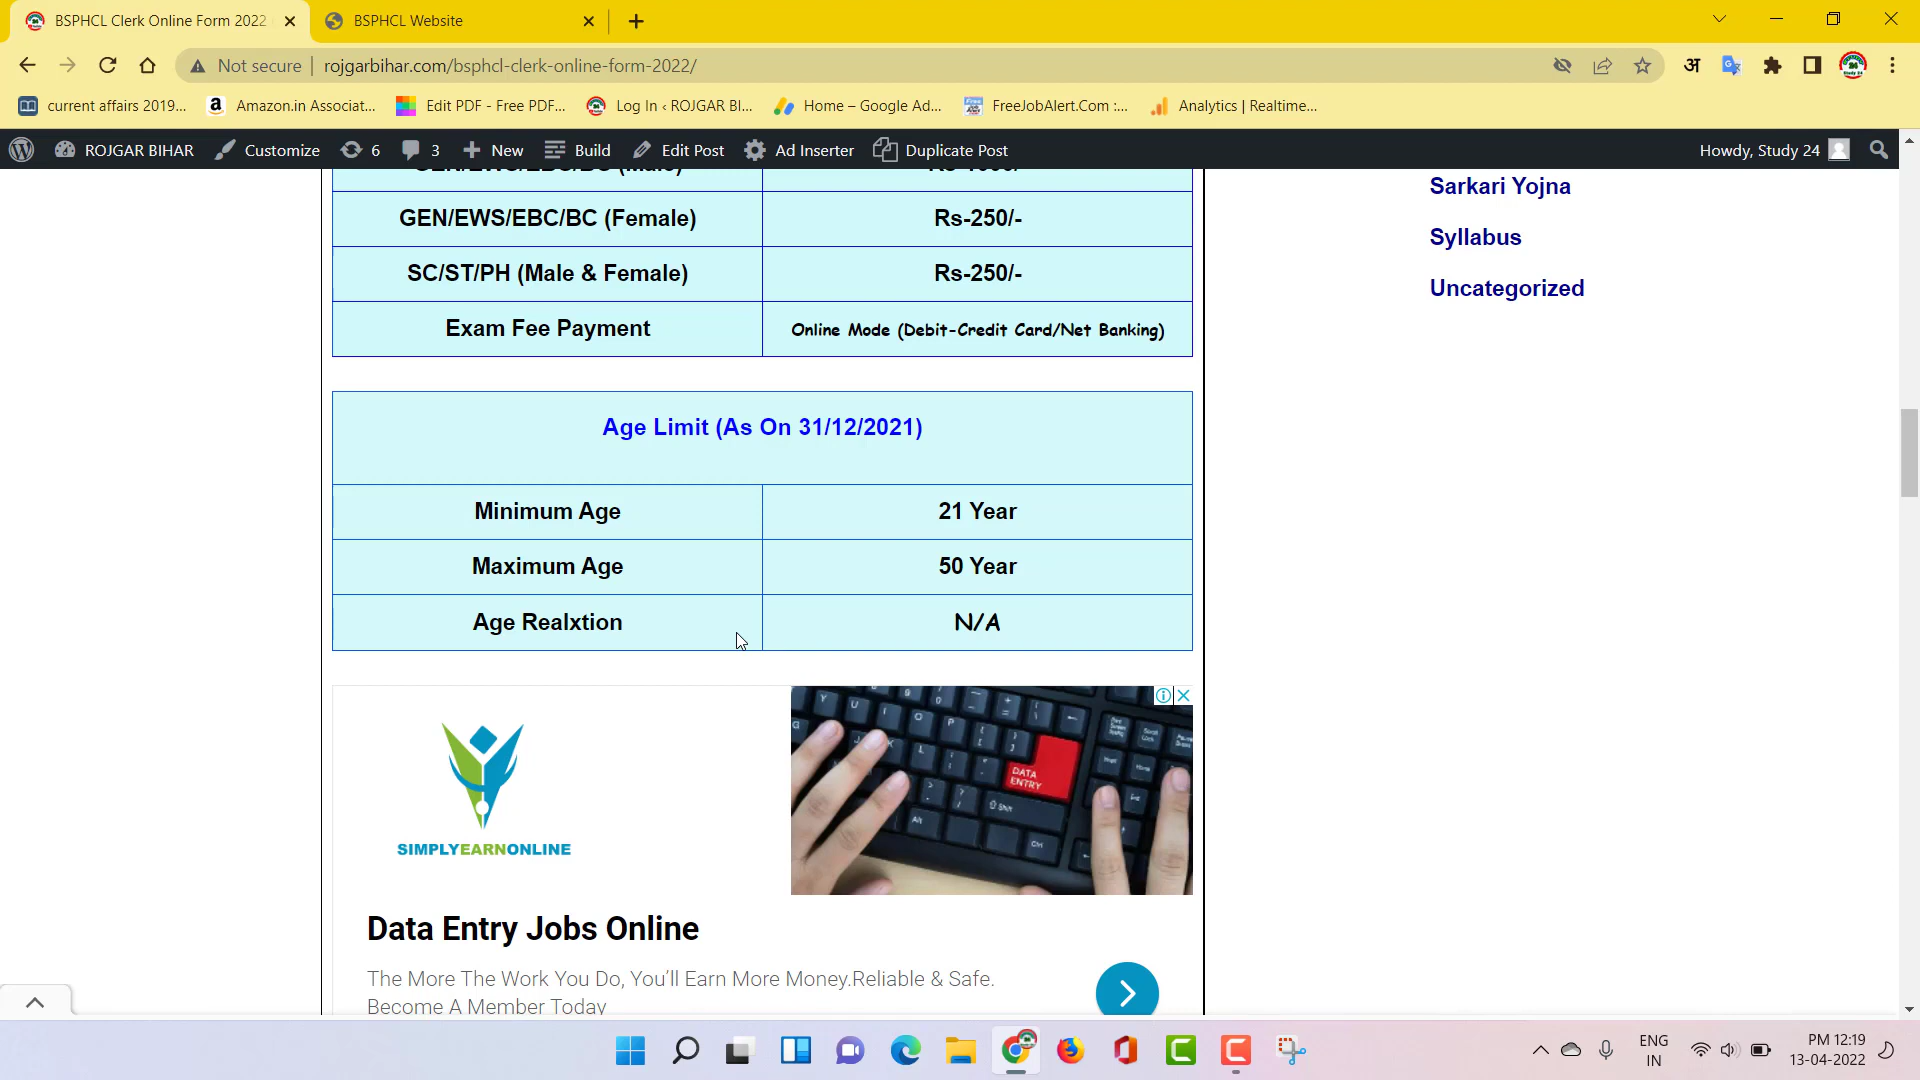 BSPHCL Clerk Online Form 2022
BSPHCL Website
Not secure
rojgarbihar.com/bsphcl-clerk-online-form-2022/
current affairs 2019...
Amazon.in Associat...
Edit PDF - Free PDF...
Log In ‹ ROJGAR BI...
Home – Google Ad...
FreeJobAlert.Com :...
Analytics | Realtime...
ROJGAR BIHAR
Customize
6
3
New
Build
Edit Post
Ad Inserter
Duplicate Post
Howdy, Study 24
GEN/EWS/EBC/BC (Female)
Rs-250/-
SC/ST/PH (Male & Female)
Rs-250/-
Exam Fee Payment
Online Mode (Debit-Credit Card/Net Banking)
Age Limit (As On 31/12/2021)
Minimum Age
21 Year
Maximum Age
50 Year
Age Realxtion
N/A
Sarkari Yojna
Syllabus
Uncategorized
DATA
ENTRY
SIMPLYEARNONLINE
Data Entry Jobs Online
The More The Work You Do, You’ll Earn More Money.Reliable & Safe.
Become A Member Today
ENG
IN
PM 12:19
13-04-2022